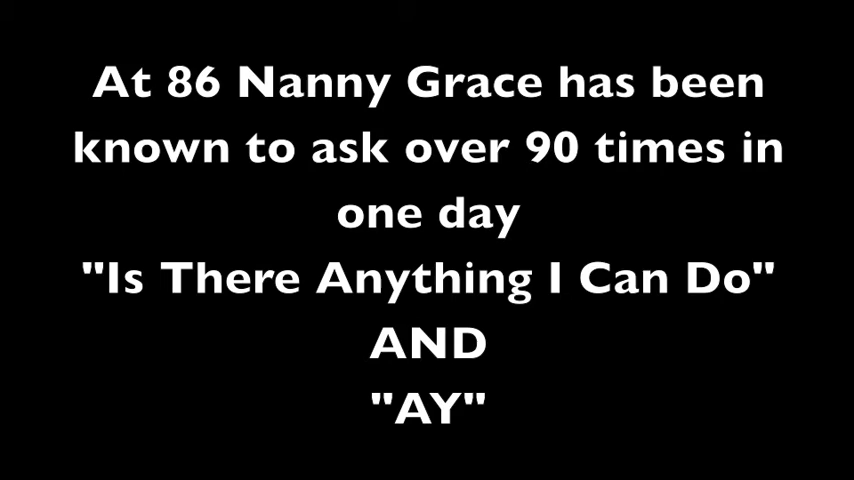 At 86 Nanny Grace has been
known to ask over 90 times in
one day
"Is There Anything I Can Do"
AND
"AY"